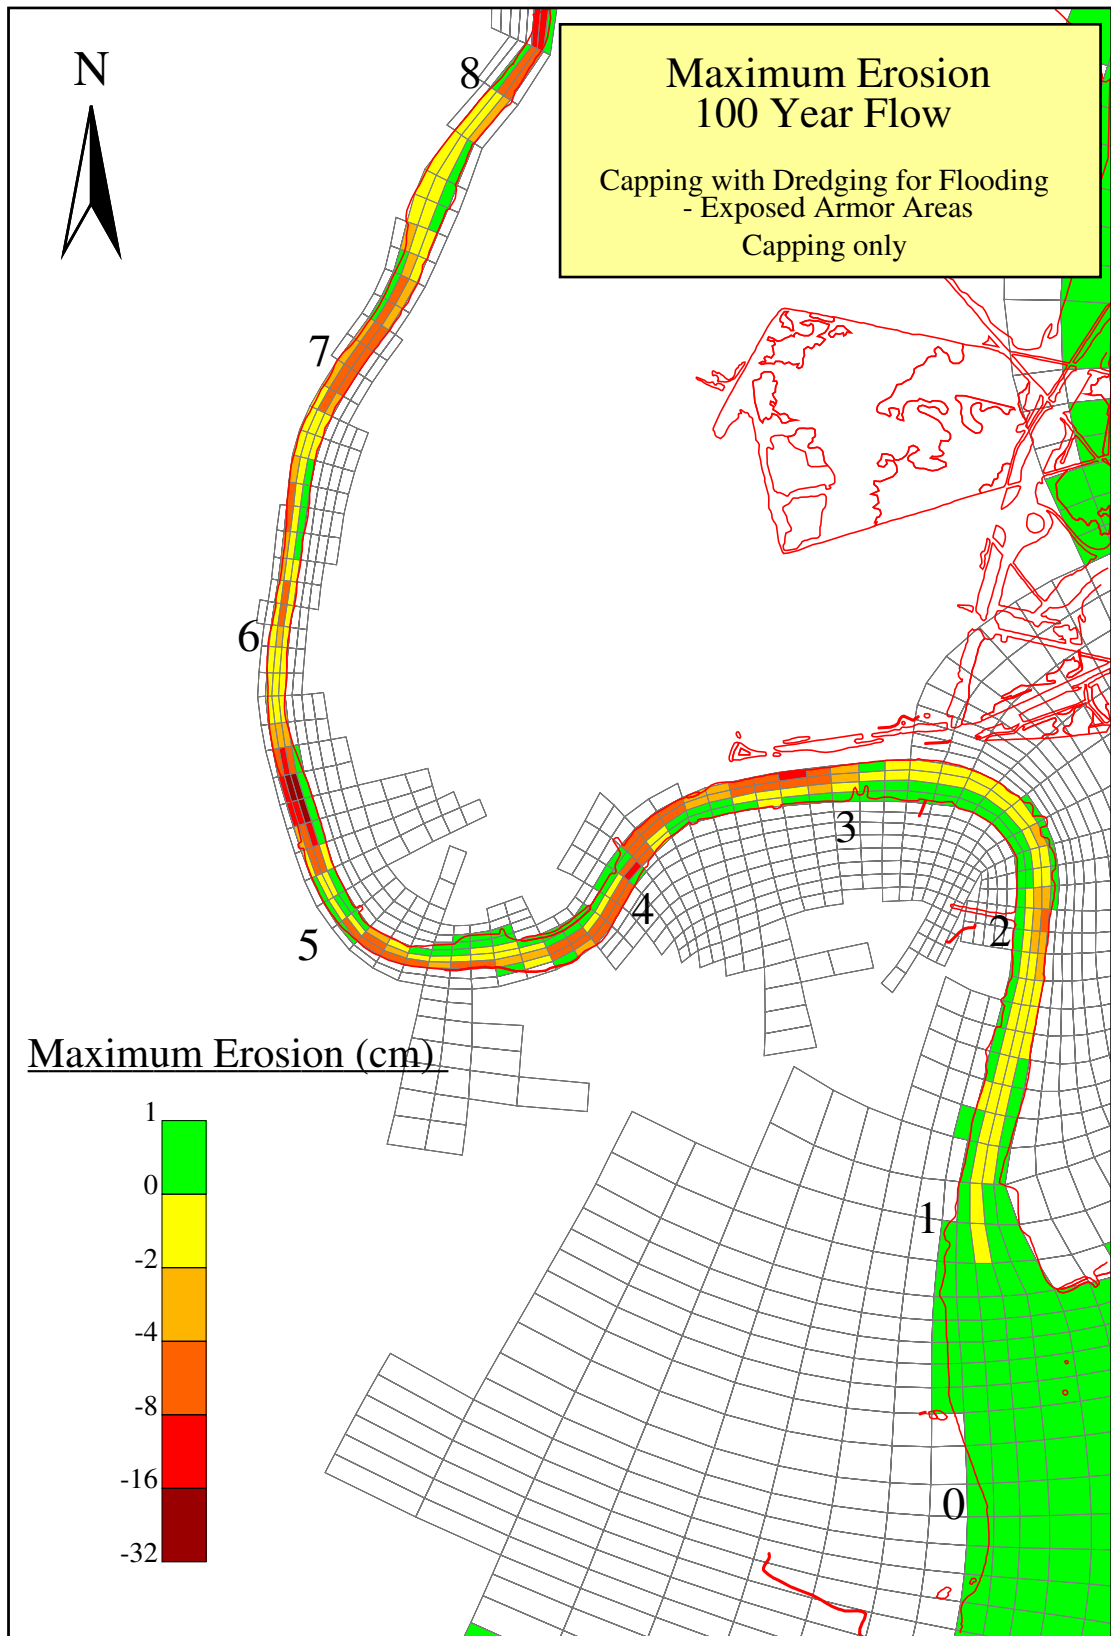 N
8
Maximum Erosion
100 Year Flow
Capping with Dredging for Flooding
- Exposed Armor Areas
Capping only
7
6
3
4
2
5
Maximum Erosion (cm)
1
0
-2
-4
-8
-16
-32
1
0